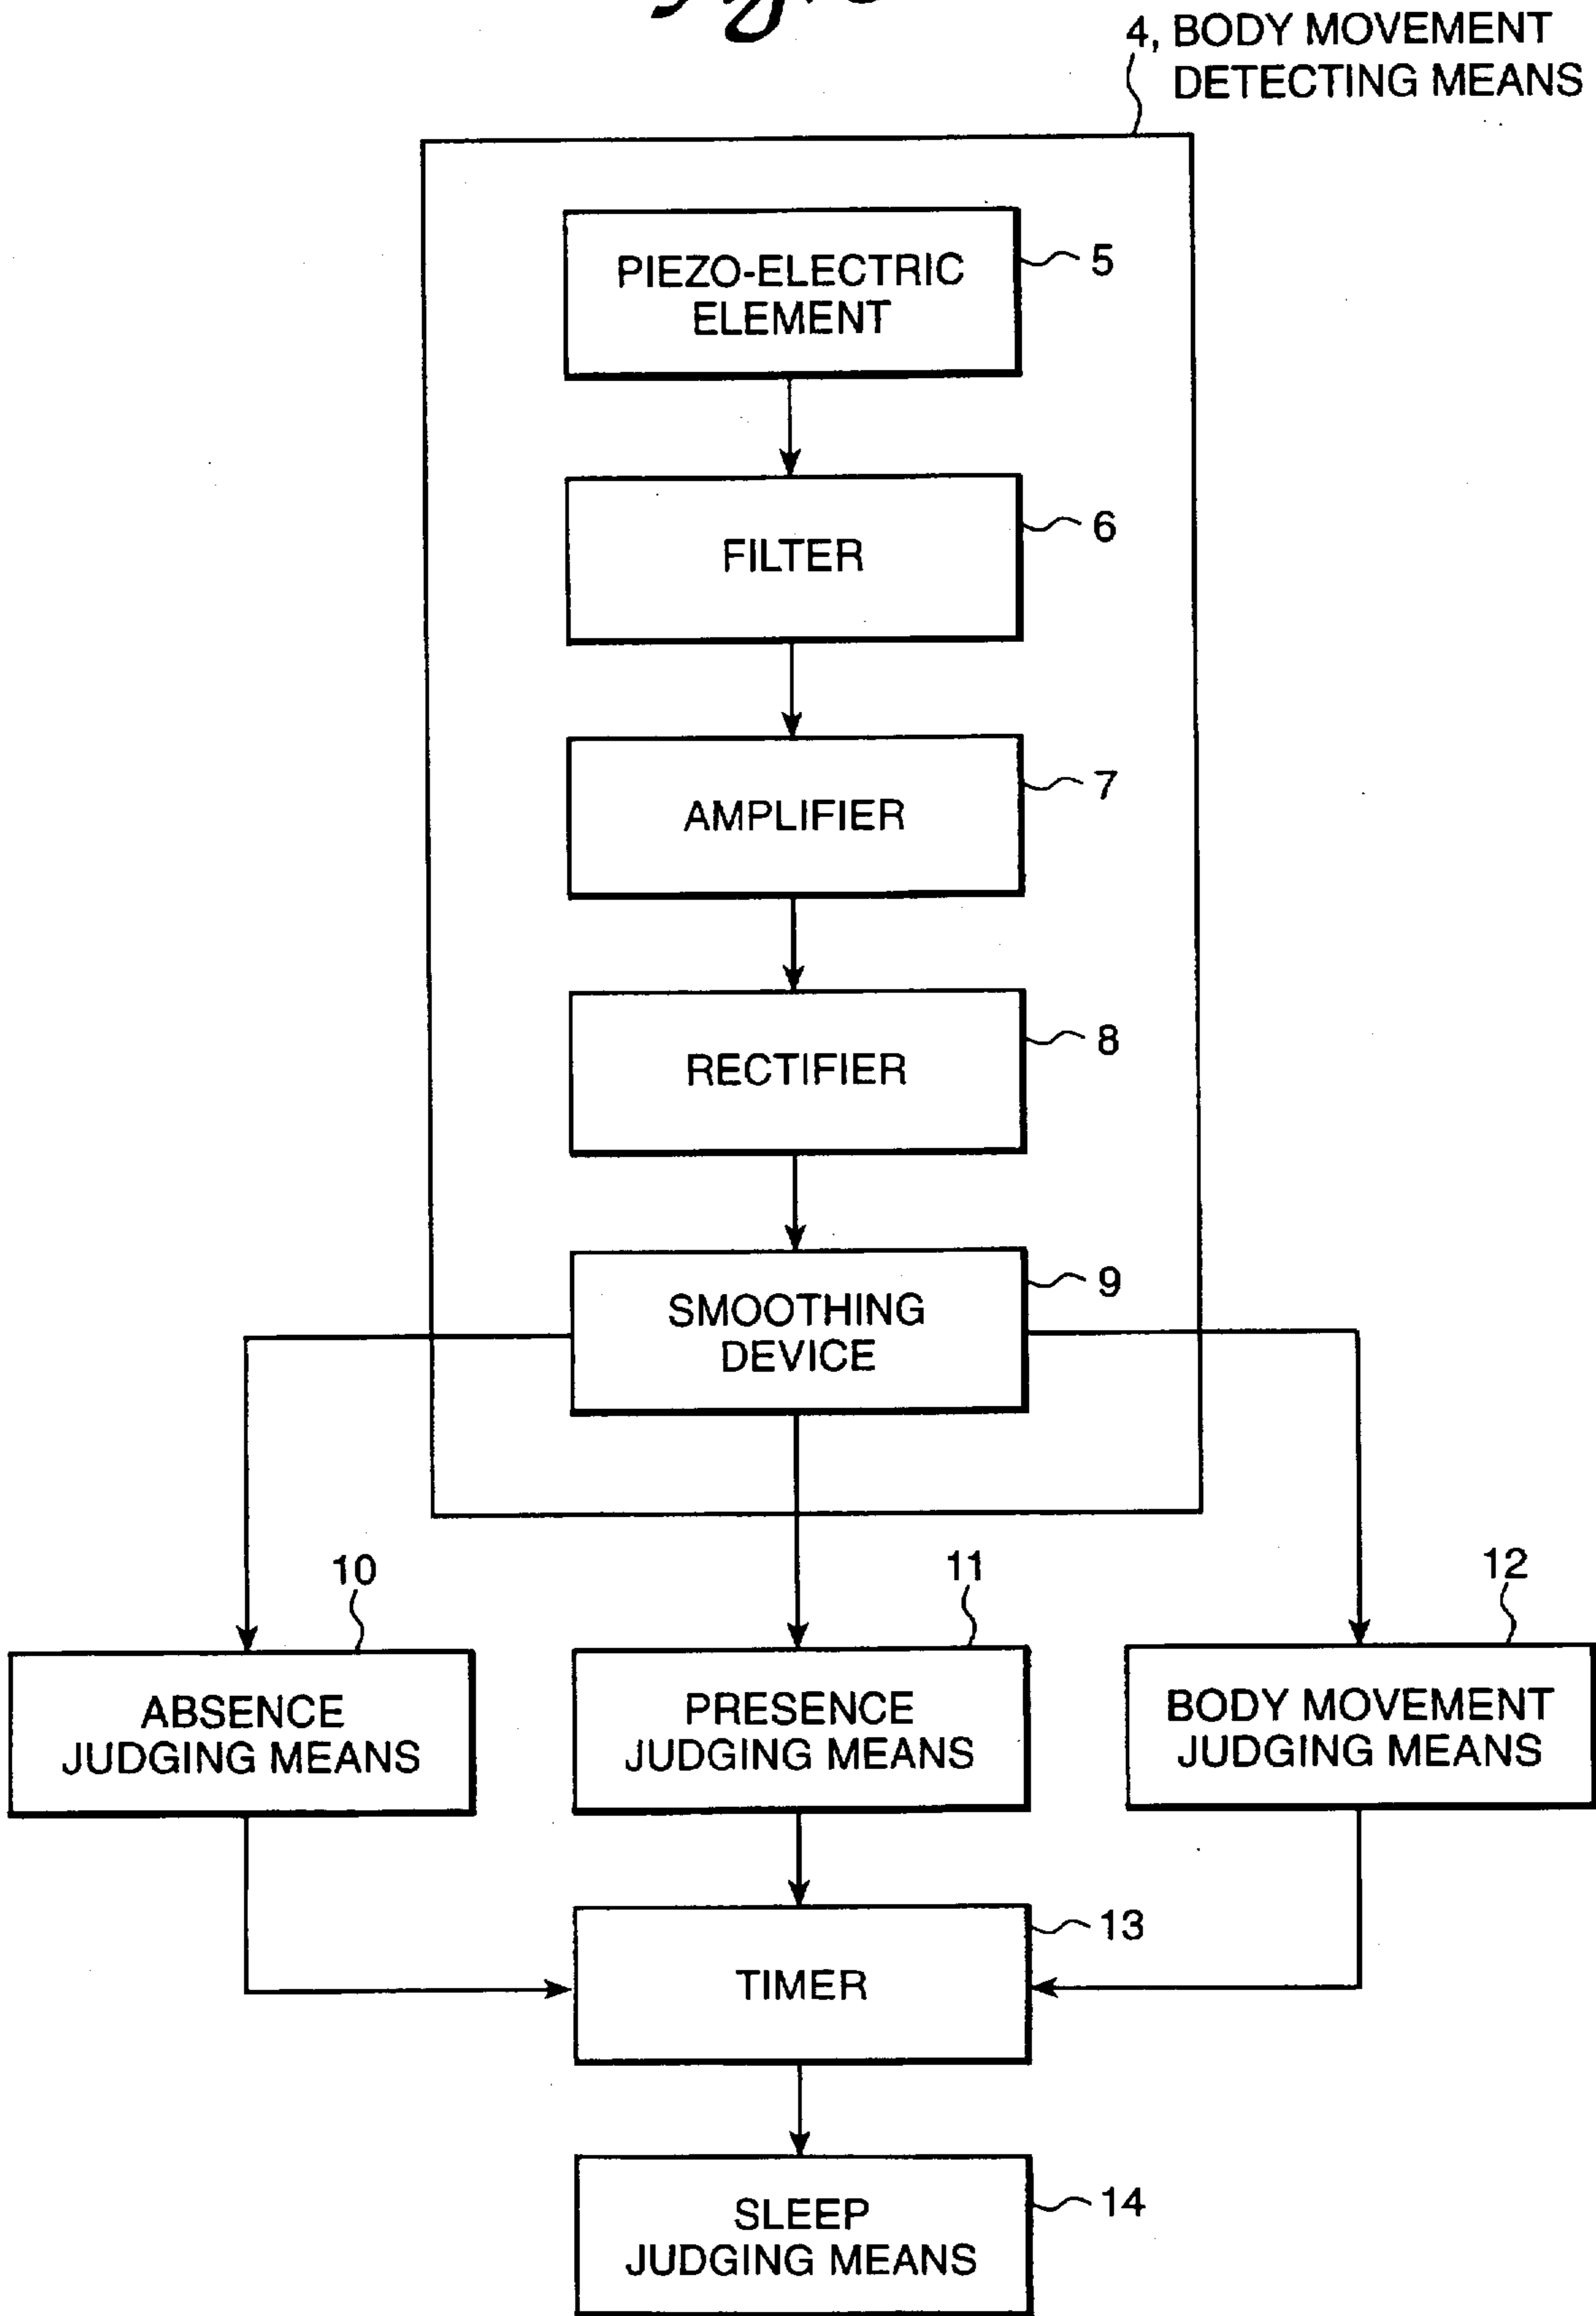 4, BODY MOVEMENT
DETECTING MEANS
PIEZO-ELECTRIC
ELEMENT
5
FILTER
6
AMPLIFIER
7
RECTIFIER
8
SMOOTHING
DEVICE
9
10
11
12
ABSENCE
JUDGING MEANS
PRESENCE
JUDGING MEANS
BODY MOVEMENT
JUDGING MEANS
TIMER
13
SLEEP
JUDGING MEANS
14